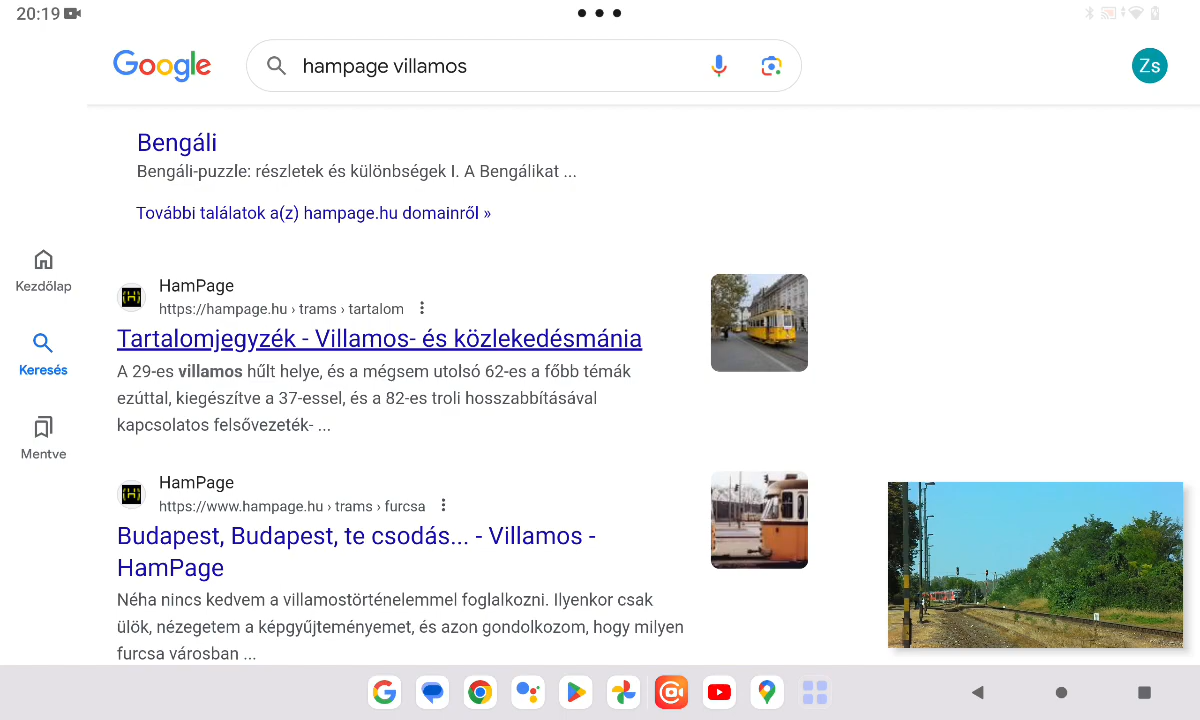 20:19
Google
hampage villamos
Zs
Bengáli
Bengáli-puzzle: részletek és különbségek I. A Bengálikat ...
További találatok a(z) hampage.hu domainről »
Kezdőlap
Keresés
Mentve
HamPage
https://hampage.hu › trams › tartalom
Tartalomjegyzék - Villamos- és közlekedésmánia
A 29-es villamos hűlt helye, és a mégsem utolsó 62-es a főbb témák
ezúttal, kiegészítve a 37-essel, és a 82-es troli hosszabbításával
kapcsolatos felsővezeték- ...
HamPage
https://www.hampage.hu › trams › furcsa
Budapest, Budapest, te csodás... - Villamos -
HamPage
Néha nincs kedvem a villamostörténelemmel foglalkozni. Ilyenkor csak
ülök, nézegetem a képgyűjteményemet, és azon gondolkozom, hogy milyen
furcsa városban ...